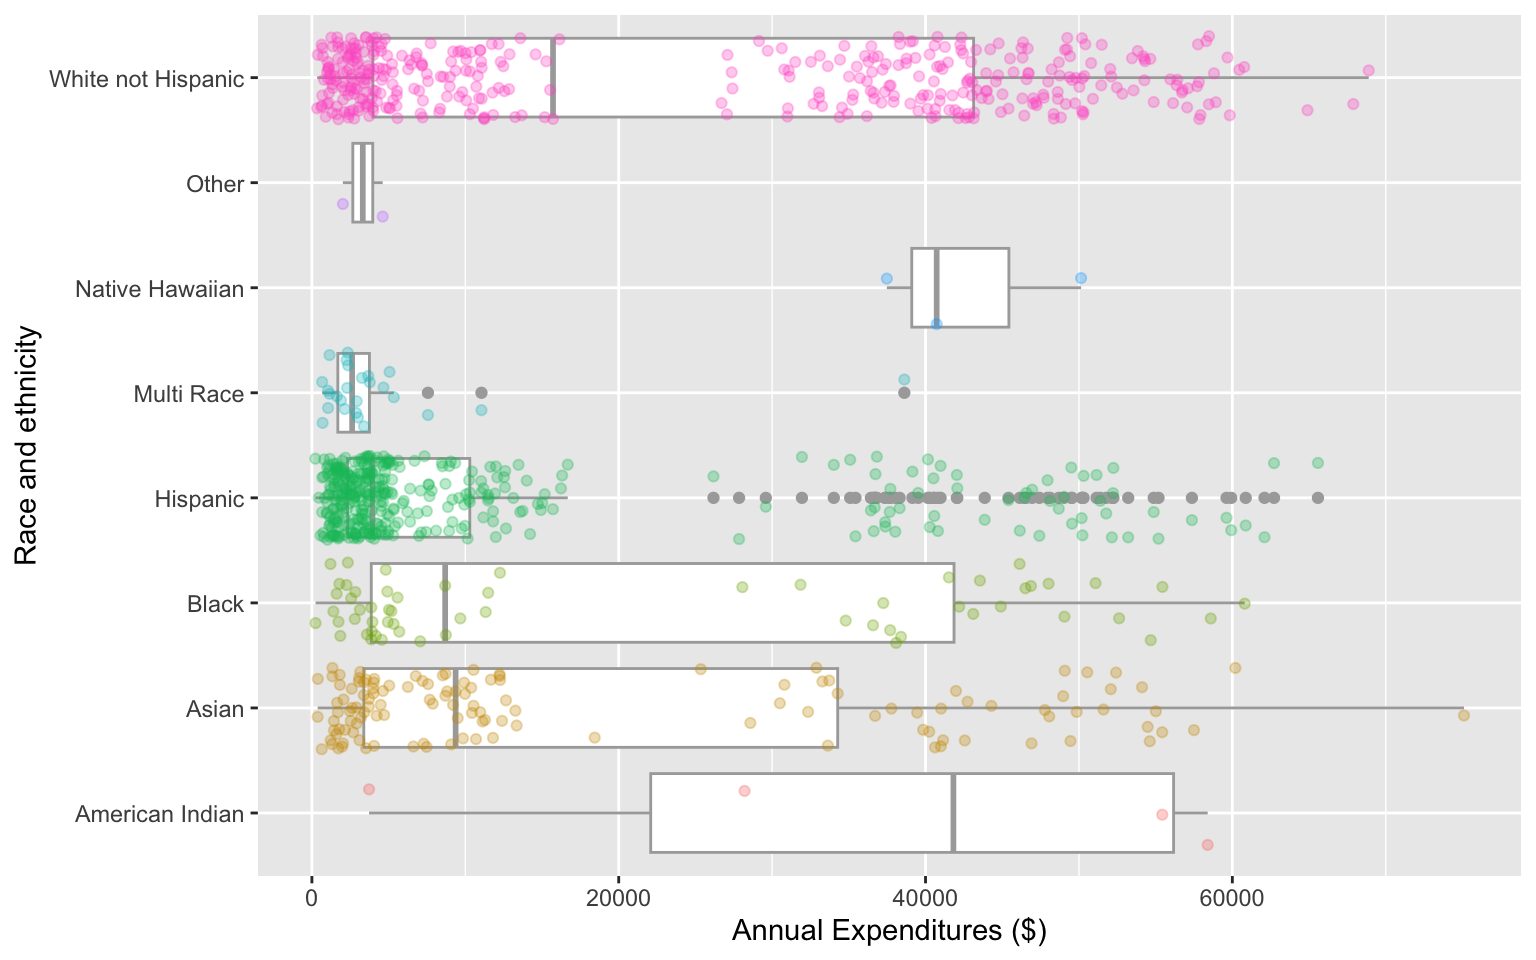 Race and ethnicity
White not Hispanic
Other
Native Hawaiian
Multi Race
Hispanic
Black
Asian
American Indian
0 20000 40000 60000
Annual Expenditures ($)